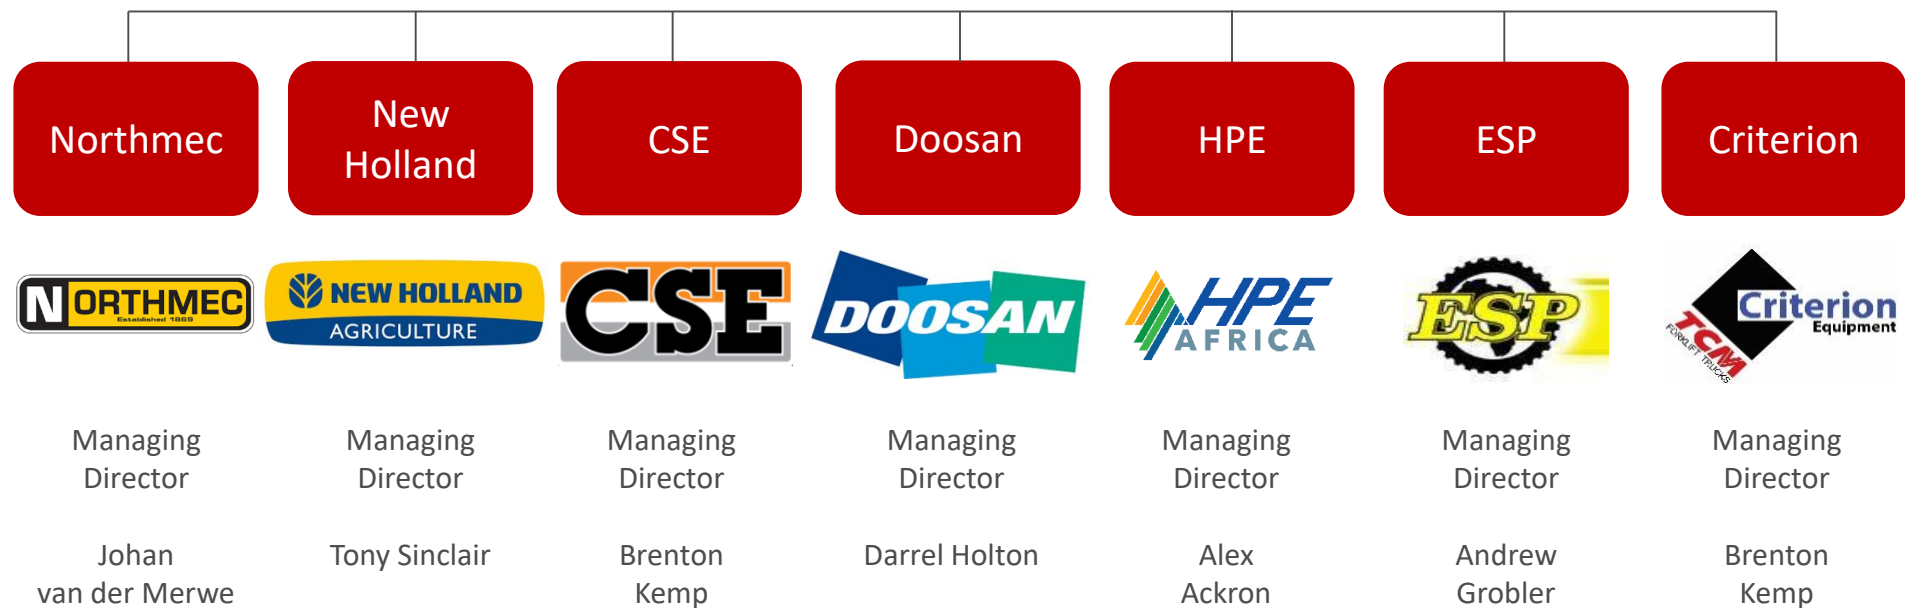 Northmec
New
Holland
CSE
Doosan
HPE
ESP
Criterion
NORTHMEC
Established 1869
NEW HOLLAND
AGRICULTURE
CSE
DOOSAN
HPE
AFRICA
ESP
Criterion
Equipment
TCM
FORKLIFT TRUCKS
Managing
Director
Johan
van der Merwe
Managing
Director
Tony Sinclair
Managing
Director
Brenton
Kemp
Managing
Director
Darrel Holton
Managing
Director
Alex
Ackron
Managing
Director
Andrew
Grobler
Managing
Director
Brenton
Kemp